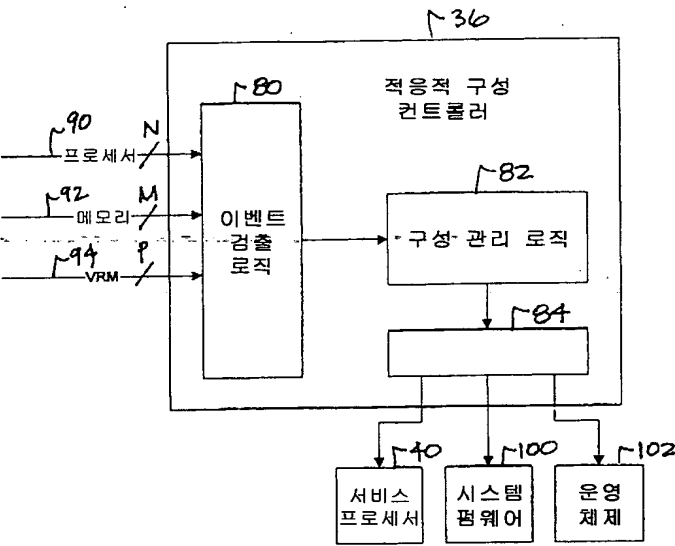 36
적응적 구성
컨트롤러
80
90
프로세서
N
82
92
메모리
M
이벤트
검출
로직
구성 관리 로직
94
VRM
P
84
40
100
102
서비스
프로세서
시스템
펌웨어
운영
체제